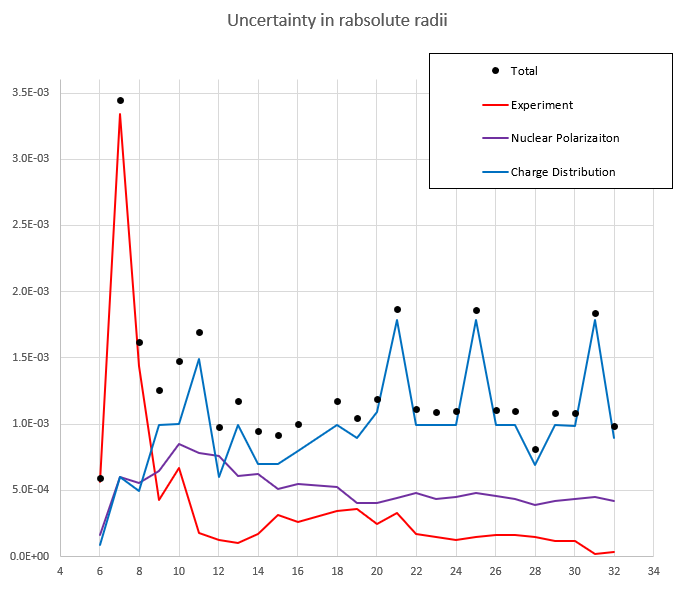 Uncertainty in rabsolute radii
Total
Experiment
Nuclear Polarizaiton
Charge Distribution
3.5E-03
3.0E-03
2.5E-03
2.0E-03
1.5E-03
1.0E-03
5.0E-04
0.0E+00
4 6 8 10 12 14 16 18 20 22 24 26 28 30 32 34